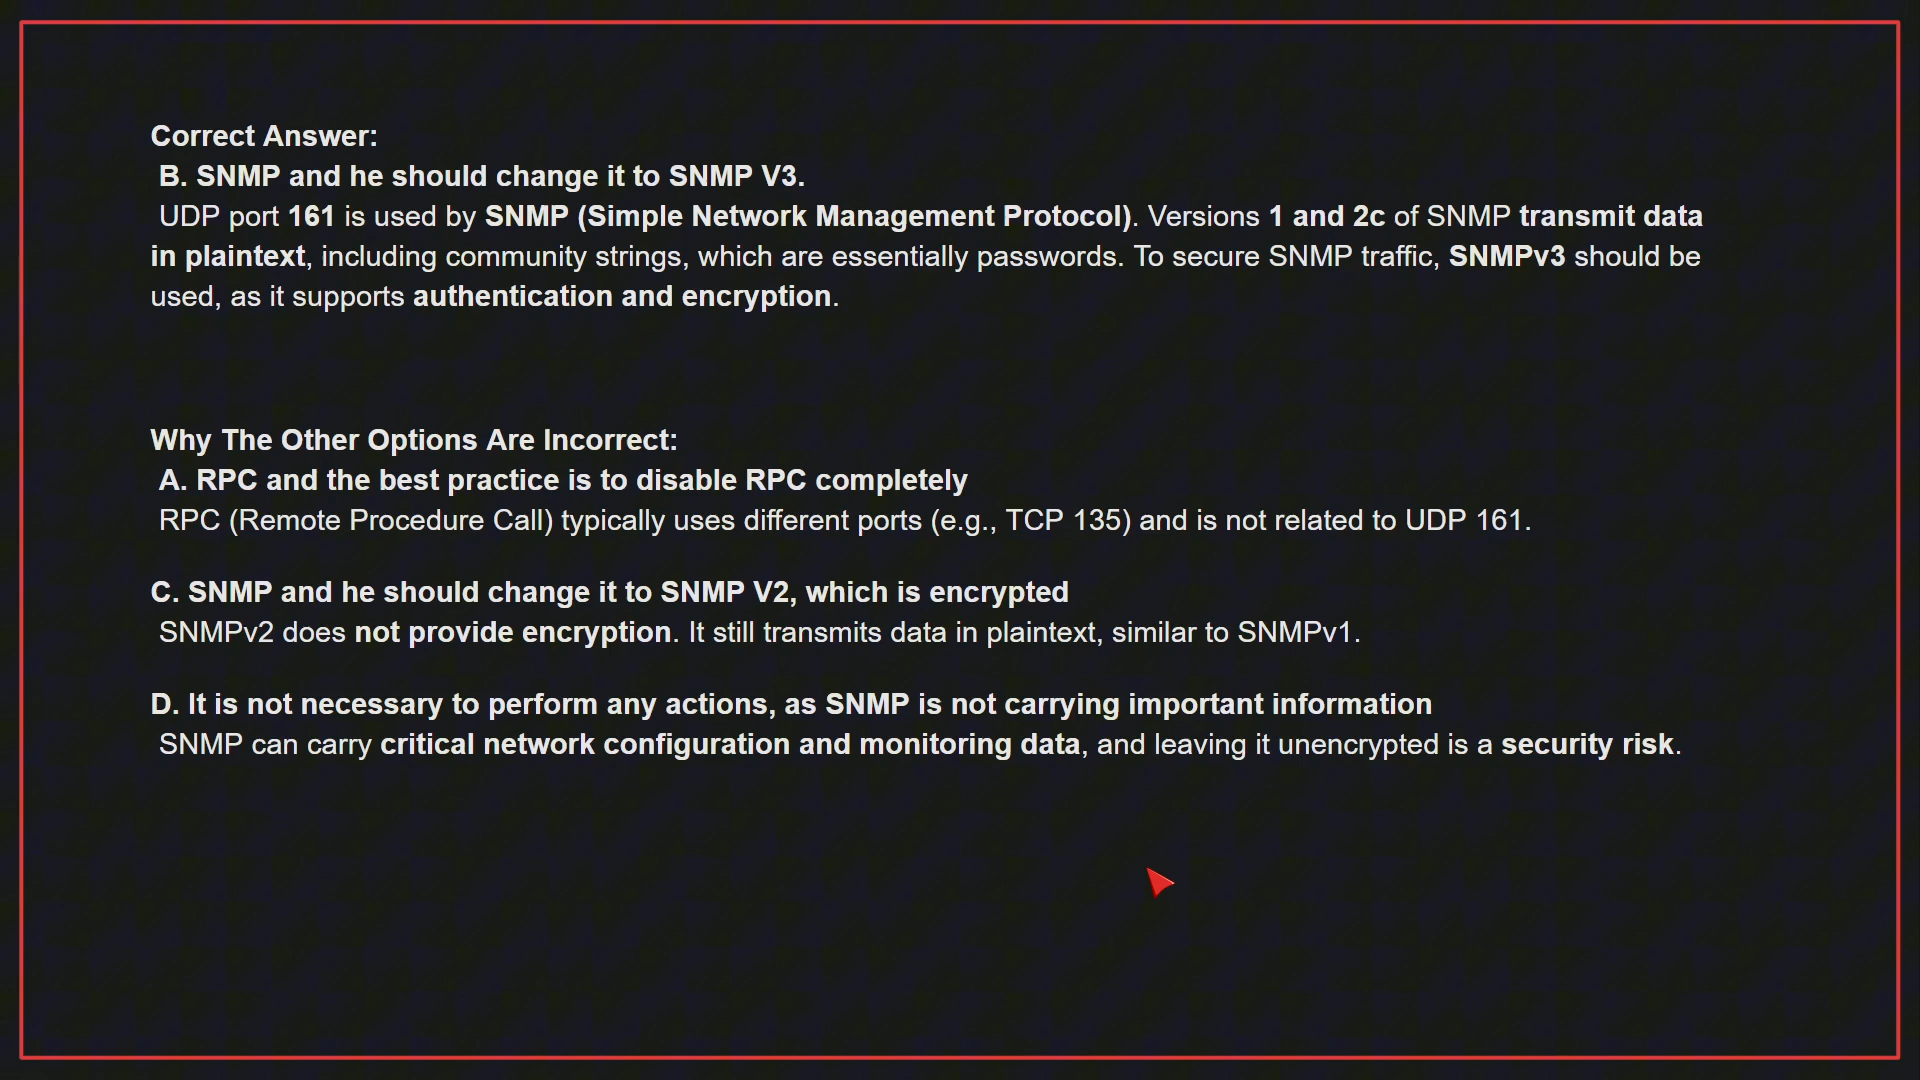 Correct Answer:
B. SNMP and he should change it to SNMP V3.
UDP port 161 is used by SNMP (Simple Network Management Protocol). Versions 1 and 2c of SNMP transmit data
in plaintext, including community strings, which are essentially passwords. To secure SNMP traffic, SNMPv3 should be
used, as it supports authentication and encryption.
Why The Other Options Are Incorrect:
A. RPC and the best practice is to disable RPC completely
RPC (Remote Procedure Call) typically uses different ports (e.g., TCP 135) and is not related to UDP 161.
C. SNMP and he should change it to SNMP V2, which is encrypted
SNMPv2 does not provide encryption. It still transmits data in plaintext, similar to SNMPv1.
D. It is not necessary to perform any actions, as SNMP is not carrying important information
SNMP can carry critical network configuration and monitoring data, and leaving it unencrypted is a security risk.